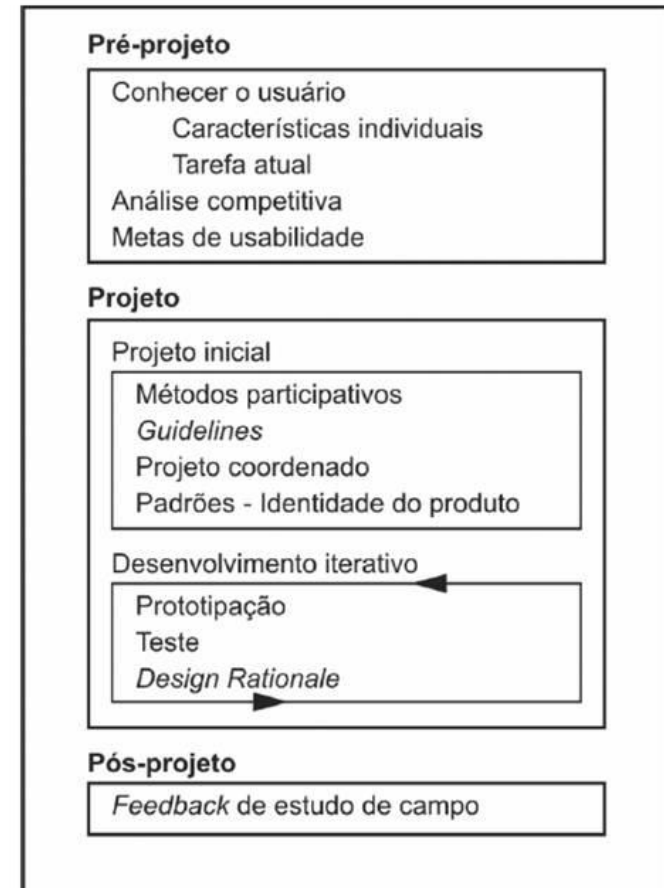 Pré-projeto
Conhecer o usuário
Características individuais
Tarefa atual
Análise competitiva
Metas de usabilidade
Projeto
Projeto inicial
Métodos participativos
Guidelines
Projeto coordenado
Padrões - Identidade do produto
Desenvolvimento iterativo
Prototipação
Teste
Design Rationale
Pós-projeto
Feedback de estudo de campo